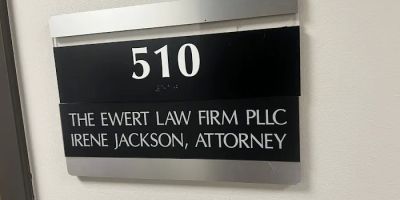 510
THE EWERT LAW FIRM PLLC
IRENE JACKSON, ATTORNEY